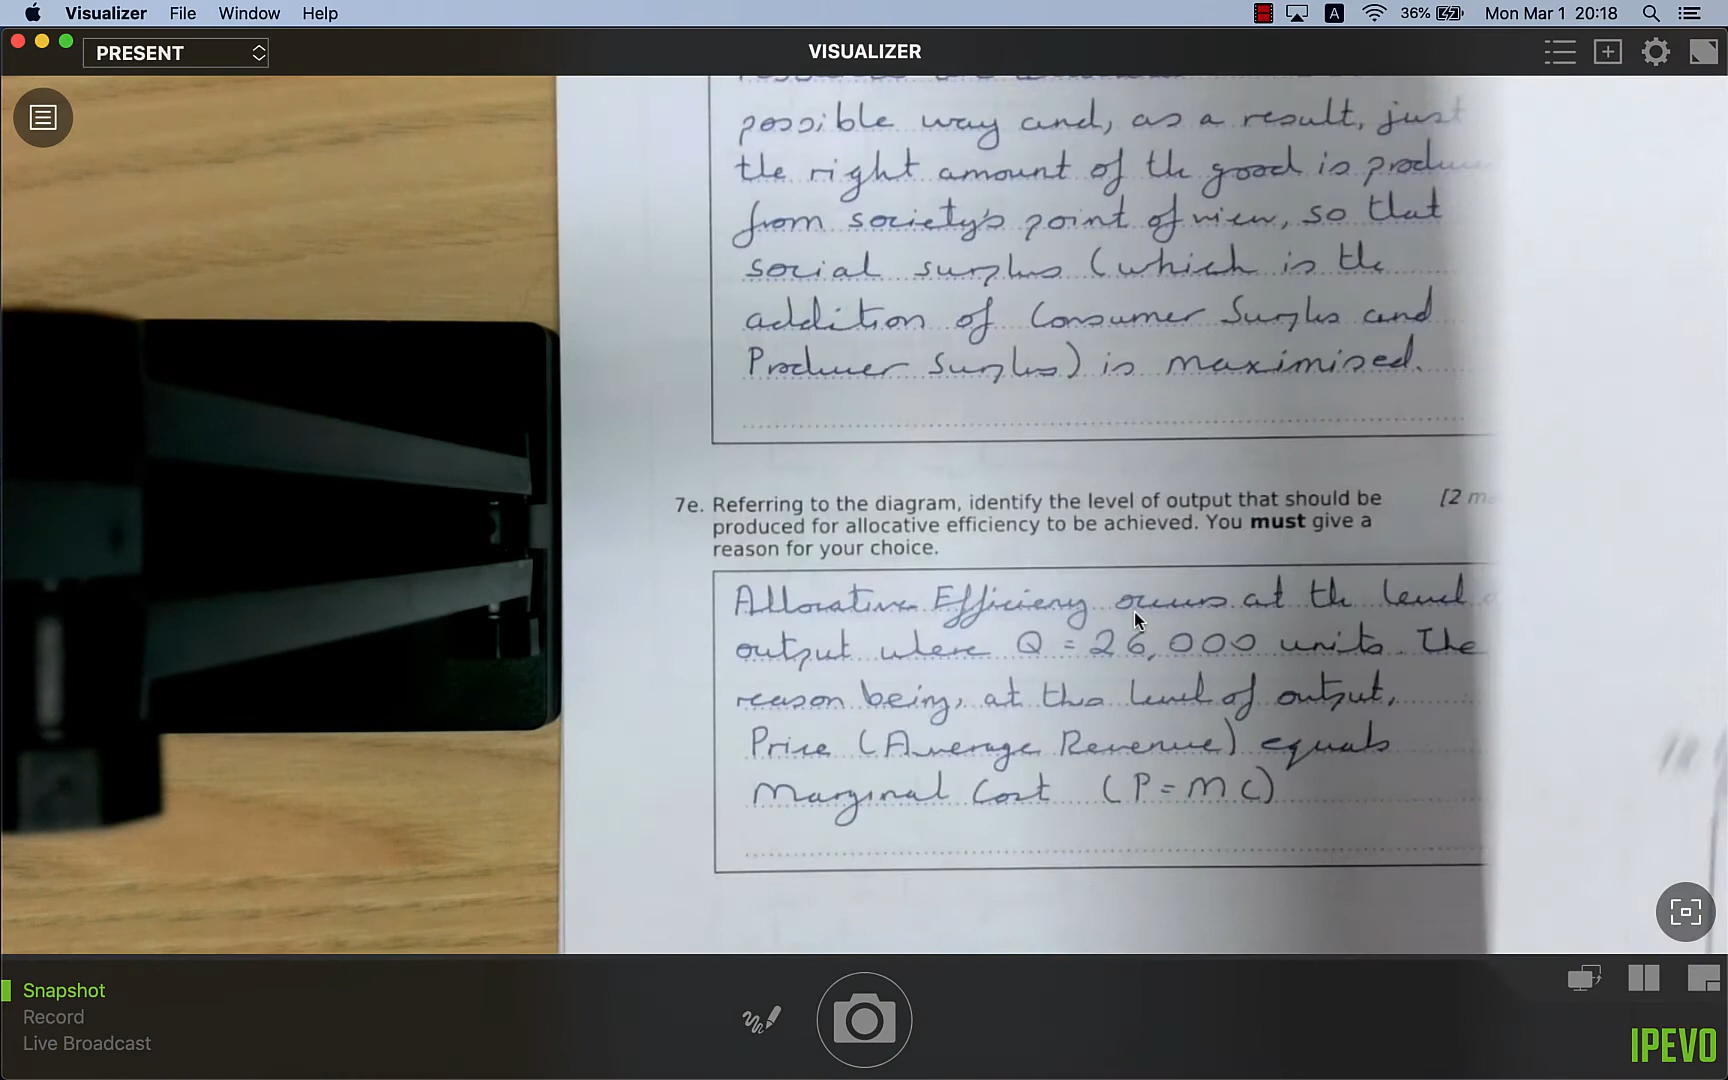 Visualizer File Window Help A 36% Mon Mar 1 20:18
PRESENT VISUALIZER
possible way and, as a result, just
the right amount of the good is
from society's point of view, so that
social surplus (which is the
addition of Consumer Surplus and
Producer Surplus) is maximised.
7e. Referring to the diagram, identify the level of output that should be [2
produced for allocative efficiency to be achieved. You must give a
reason for your choice.
Allocative Efficiency occurs at the level
output where Q = 26,000 units. The
reason being, at this level of output,
Price (Average Revenue) equals
Marginal Cost (P = MC)
Snapshot
Record
Live Broadcast
IPEVO